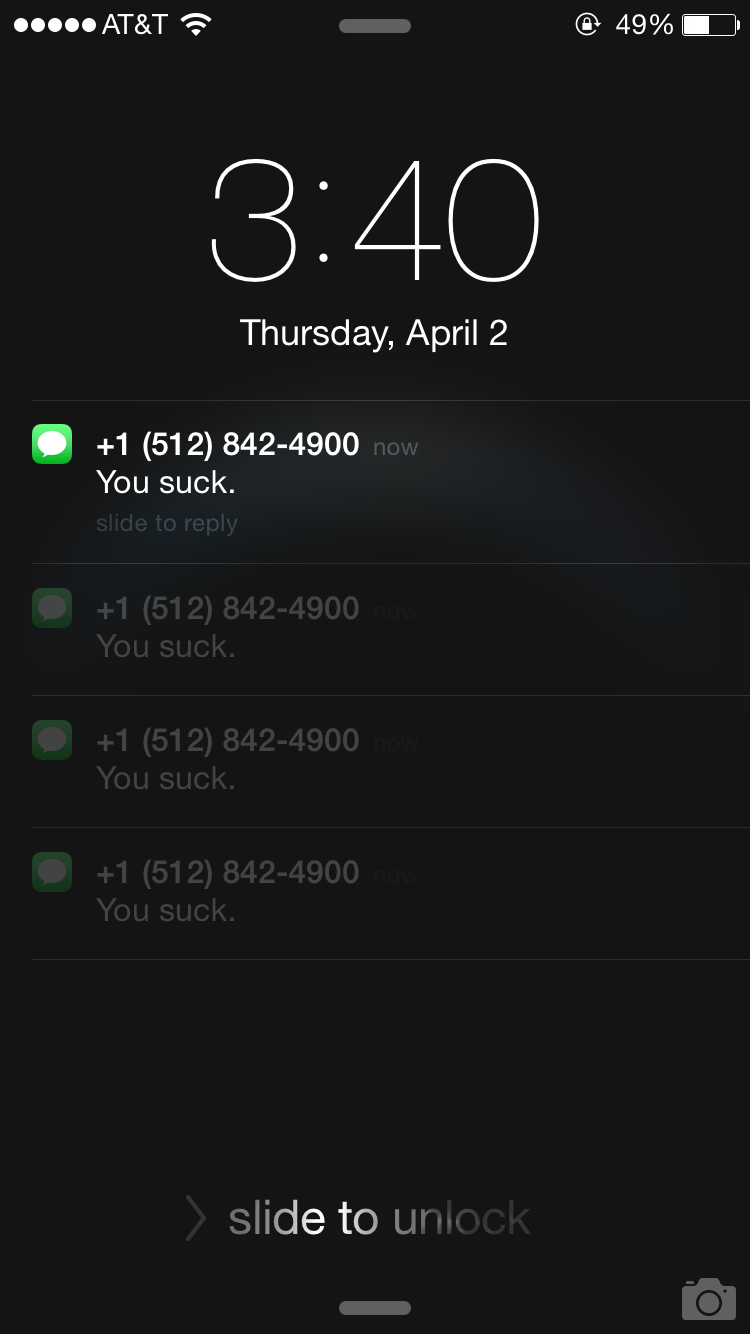 AT&T 49%
3:40
Thursday, April 2
+1 (512) 842-4900 now
You suck.
slide to reply
+1 (512) 842-4900 now
You suck.
+1 (512) 842-4900 now
You suck.
+1 (512) 842-4900 now
You suck.
slide to unlock